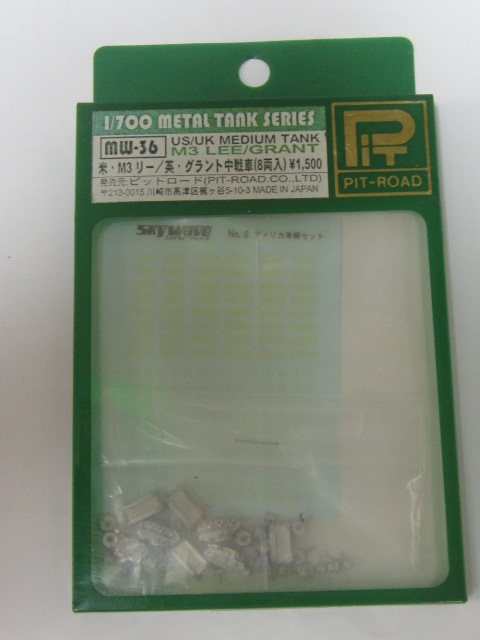 1/700 METAL TANK SERIES
MW-36
US/UK MEDIUM TANK
M3 LEE/GRANT
米・M3 リー/英・グラント中戦車(8両入)¥1,500
発売元:ピットロード(PIT-ROAD.CO.,LTD)
〒213-0015 川崎市高津区梶ヶ谷5-10-3 MADE IN JAPAN
PiT
PIT-ROAD
SkyWave
No. 6 アメリカ車輌セット